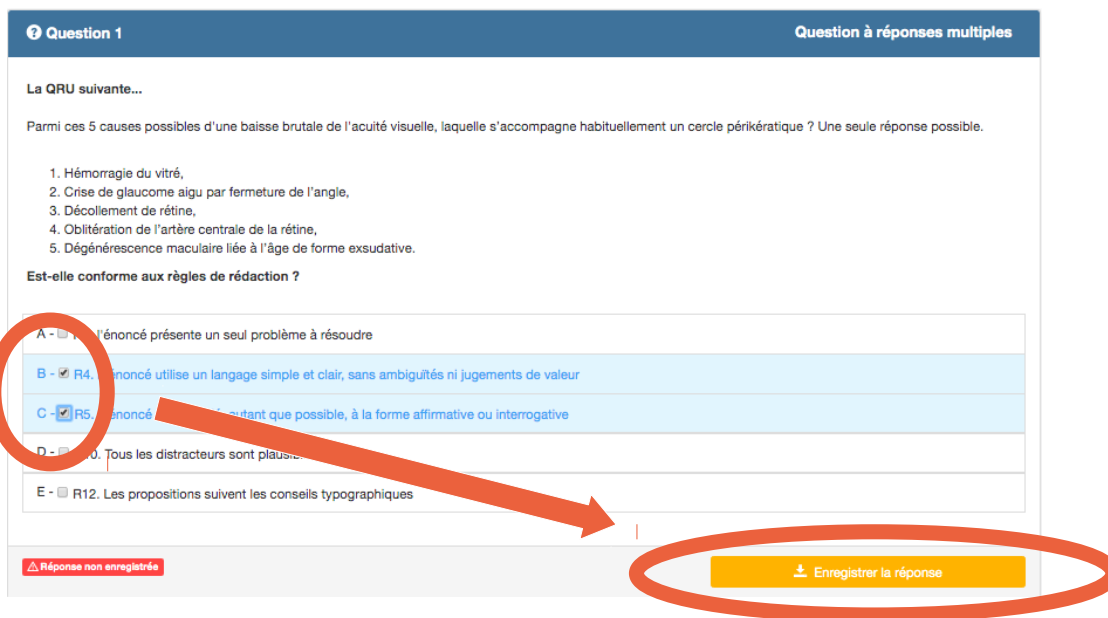 Question 1
Question à réponses multiples
La QRU suivante...
Parmi ces 5 causes possibles d'une baisse brutale de l'acuité visuelle, laquelle s'accompagne habituellement un cercle périkératique ? Une seule réponse possible.
1. Hémorragie du vitré,
2. Crise de glaucome aigu par fermeture de l'angle,
3. Décollement de rétine,
4. Oblitération de l'artère centrale de la rétine,
5. Dégénérescence maculaire liée à l'âge de forme exsudative.
Est-elle conforme aux règles de rédaction ?
A - l'énoncé présente un seul problème à résoudre
B - R4. énoncé utilise un langage simple et clair, sans ambiguïtés ni jugements de valeur
C - R5. énoncé autant que possible, à la forme affirmative ou interrogative
D - Tous les distracteurs sont
E - R12. Les propositions suivent les conseils typographiques
Réponse non enregistrée
Enregistrer la réponse